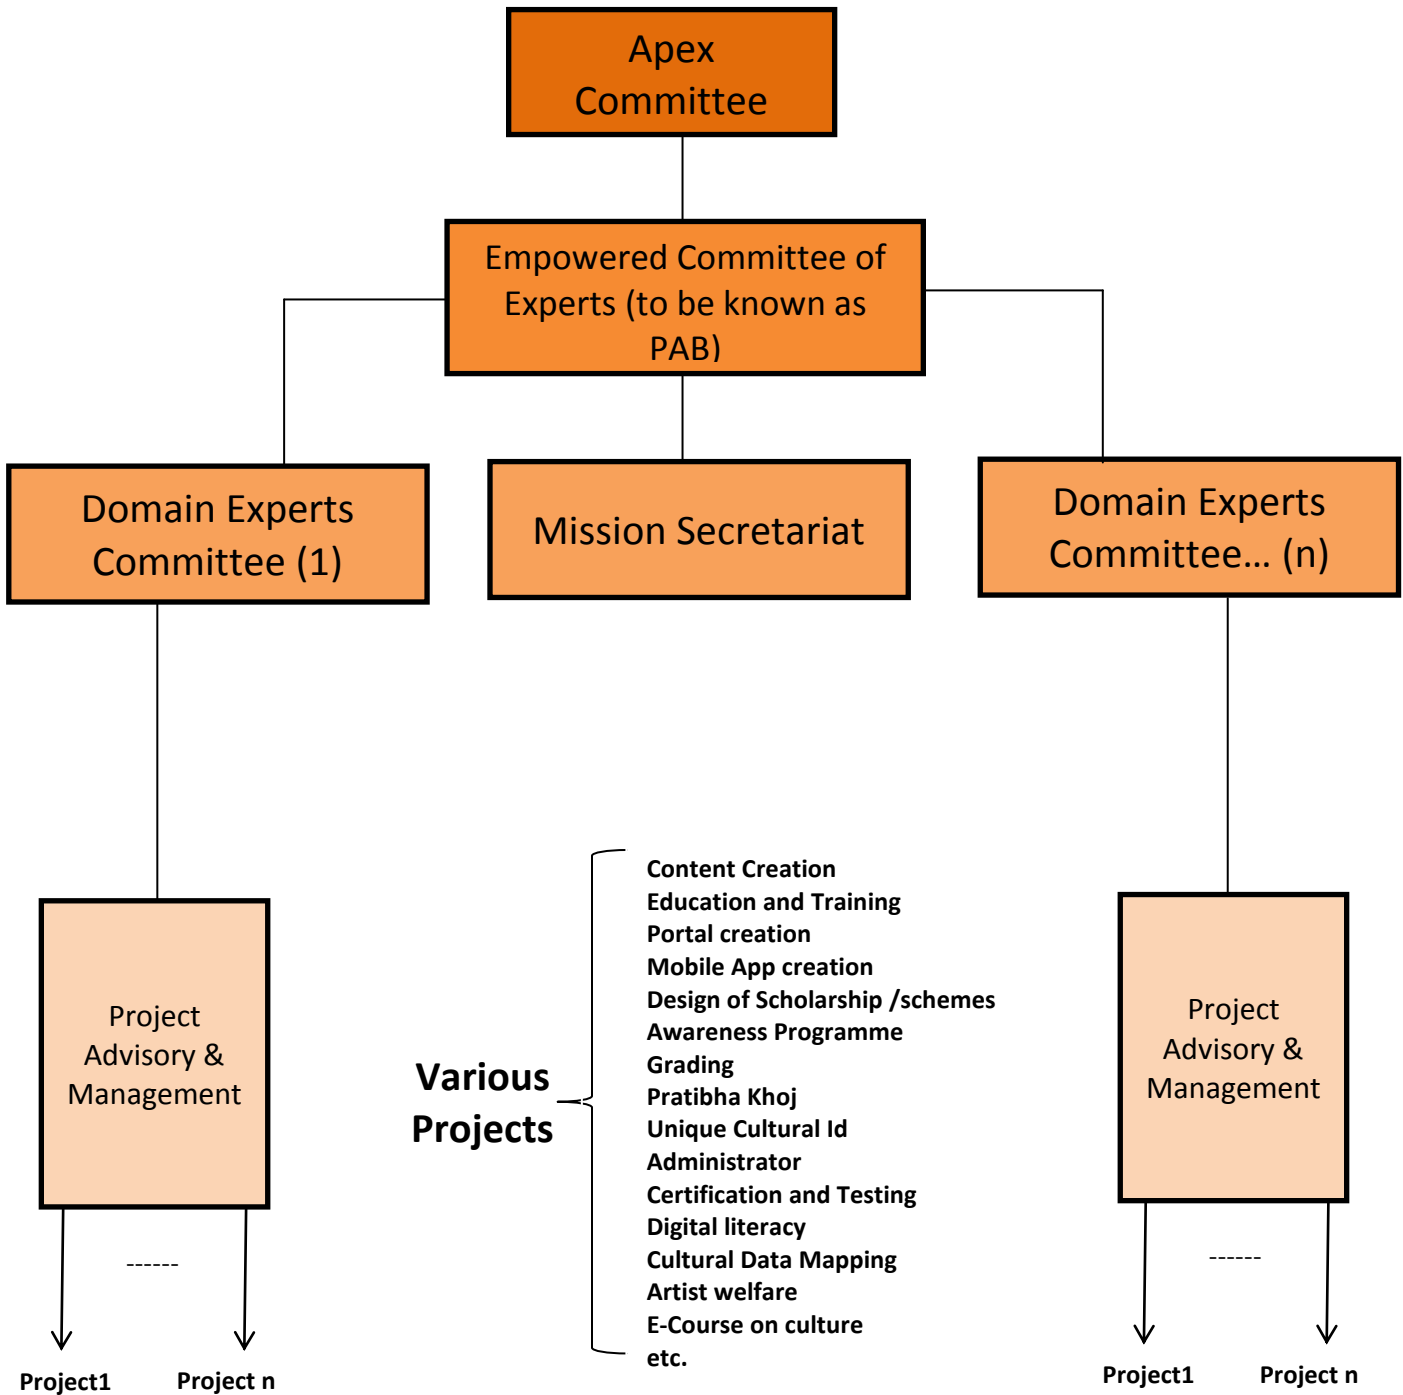 Apex
Committee
Empowered Committee of
Experts (to be known as
PAB)
Domain Experts
Committee (1)
Mission Secretariat
Domain Experts
Committee... (n)
Project
Advisory &
Management
Various
Projects
Content Creation
Education and Training
Portal creation
Mobile App creation
Design of Scholarship /schemes
Awareness Programme
Grading
Pratibha Khoj
Unique Cultural Id
Administrator
Certification and Testing
Digital literacy
Cultural Data Mapping
Artist welfare
E-Course on culture
etc.
Project
Advisory &
Management
------
Project1
Project n
------
Project1
Project n